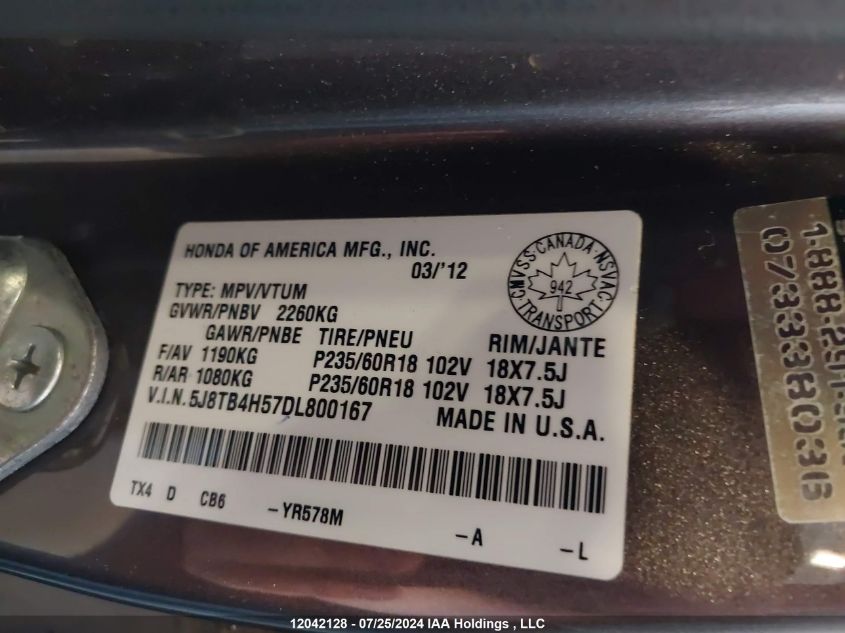 HONDA OF AMERICA MFG., INC.
03/'12
TYPE: MPV/VTUM
GVWR/PNBV 2260KG
GAWR/PNBE TIRE/PNEU RIM/JANTE
F/AV 1190KG P235/60R18 102V 18X7.5J
R/AR 1080KG P235/60R18 102V 18X7.5J
V.I.N. 5J8TB4H57DL800167 MADE IN U.S.A.
TX4 D CB6 -YR578M -A -L
CMVSS·CANADA·NSVAC
942
TRANSPORT
073338036
12042128 - 07/25/2024 IAA Holdings , LLC